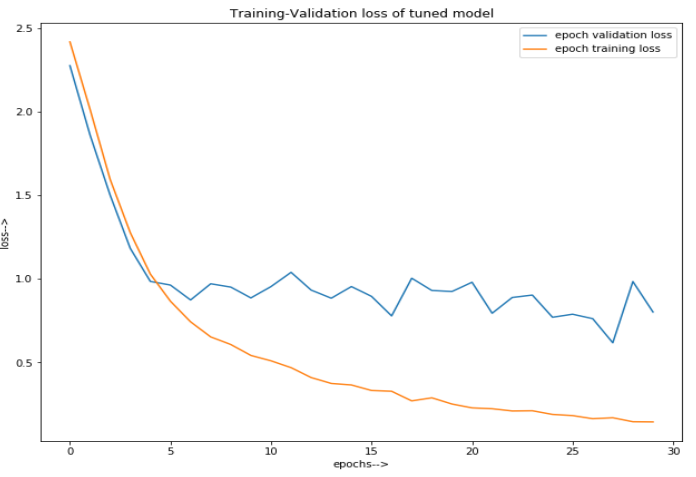 Training-Validation loss of tuned model
epoch validation loss
epoch training loss
2.5
2.0
1.5
1.0
0.5
loss-->
0 5 10 15 20 25 30
epochs-->